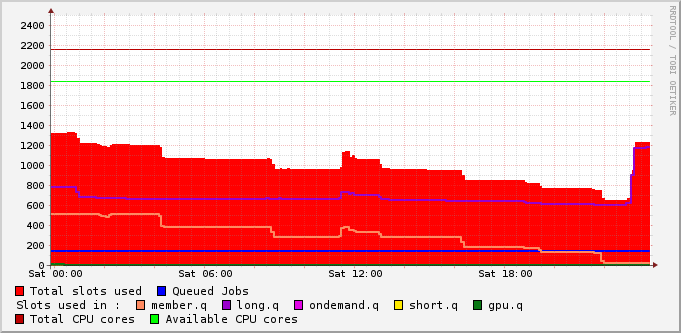 RRDTOOL / TOBI OETIKER
2400
2200
2000
1800
1600
1400
1200
1000
800
600
400
200
0
Sat 00:00 Sat 06:00 Sat 12:00 Sat 18:00
Total slots used Queued Jobs
Slots used in : member.q long.q ondemand.q short.q gpu.q
Total CPU cores Available CPU cores